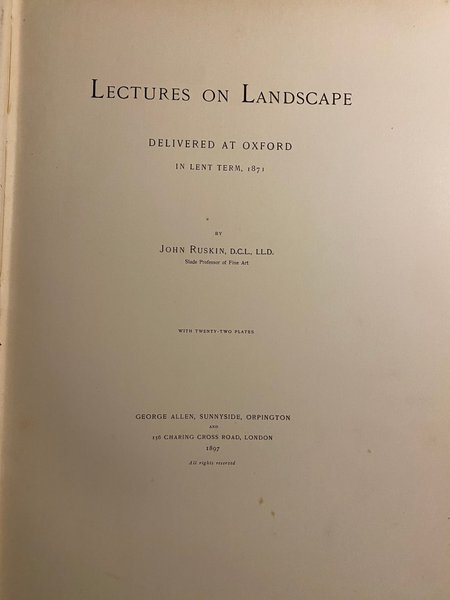 LECTURES ON LANDSCAPE
DELIVERED AT OXFORD
IN LENT TERM, 1871
BY
JOHN RUSKIN, D.C.L., LL.D.
Slade Professor of Fine Art
WITH TWENTY-TWO PLATES
GEORGE ALLEN, SUNNYSIDE, ORPINGTON
AND
156 CHARING CROSS ROAD, LONDON
1897
All rights reserved